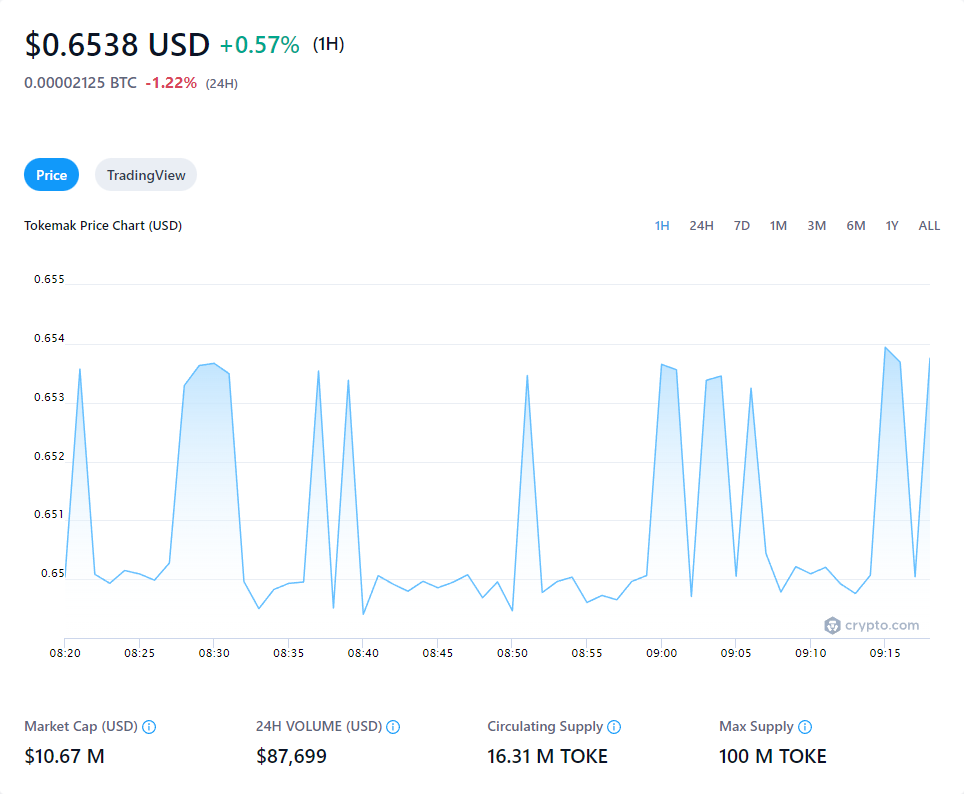 $0.6538 USD +0.57% (1H)
0.00002125 BTC -1.22% (24H)
Price TradingView
Tokemak Price Chart (USD) 1H 24H 7D 1M 3M 6M 1Y ALL
0.655
0.654
0.653
0.652
0.651
0.65
crypto.com
08:20 08:25 08:30 08:35 08:40 08:45 08:50 08:55 09:00 09:05 09:10 09:15
Market Cap (USD) 24H VOLUME (USD) Circulating Supply Max Supply
$10.67 M $87,699 16.31 M TOKE 100 M TOKE